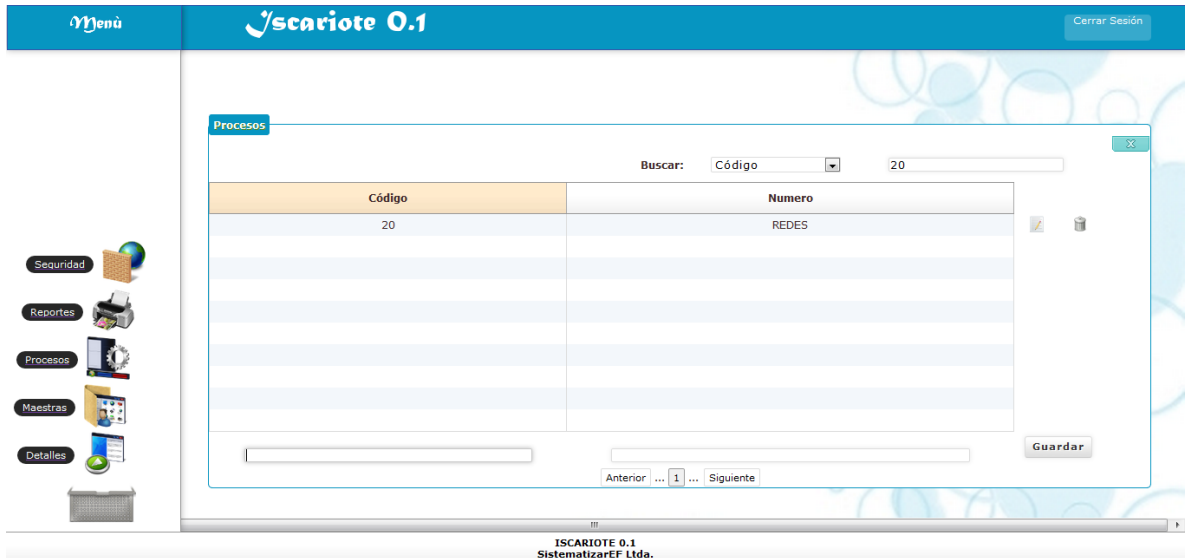 Menù
Yscariote 0.1
Cerrar Sesión
Procesos
X
Buscar: Código 20
Código Numero
20 REDES
Seguridad
Reportes
Procesos
Maestras
Detalles
Guardar
Anterior ... 1 ... Siguiente
ISCARIOTE 0.1
SistematizarEF Ltda.